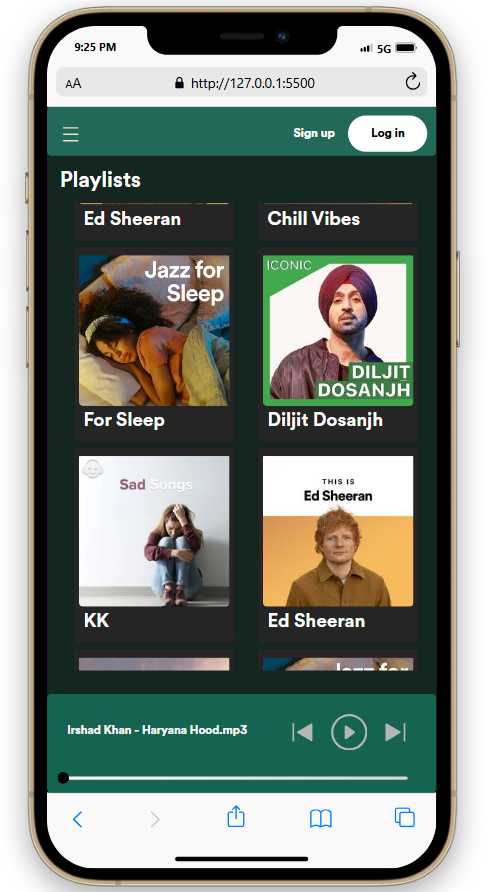 9:25 PM
5G
AA
http://127.0.0.1:5500
Sign up
Log in
Playlists
Ed Sheeran
Chill Vibes
Jazz for
Sleep
For Sleep
ICONIC
DILJIT
DOSANJH
Diljit Dosanjh
Sad Songs
KK
THIS IS
Ed Sheeran
Ed Sheeran
Jazz for
Irshad Khan - Haryana Hood.mp3